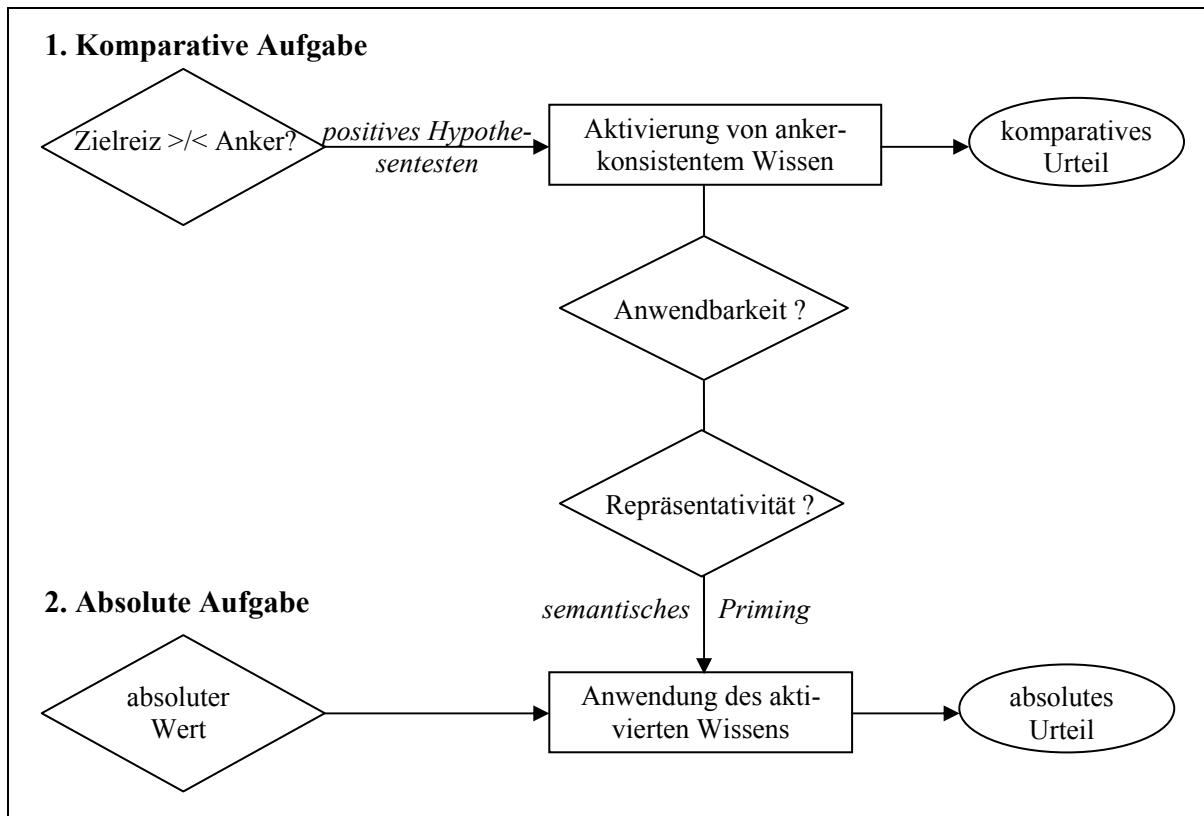 1. Komparative Aufgabe
Zielreiz >/< Anker?
positives Hypothe-
sentesten
Aktivierung von anker-
konsistentem Wissen
komparatives
Urteil
Anwendbarkeit ?
Repräsentativität ?
2. Absolute Aufgabe
semantisches Priming
absoluter
Wert
Anwendung des akti-
vierten Wissens
absolutes
Urteil